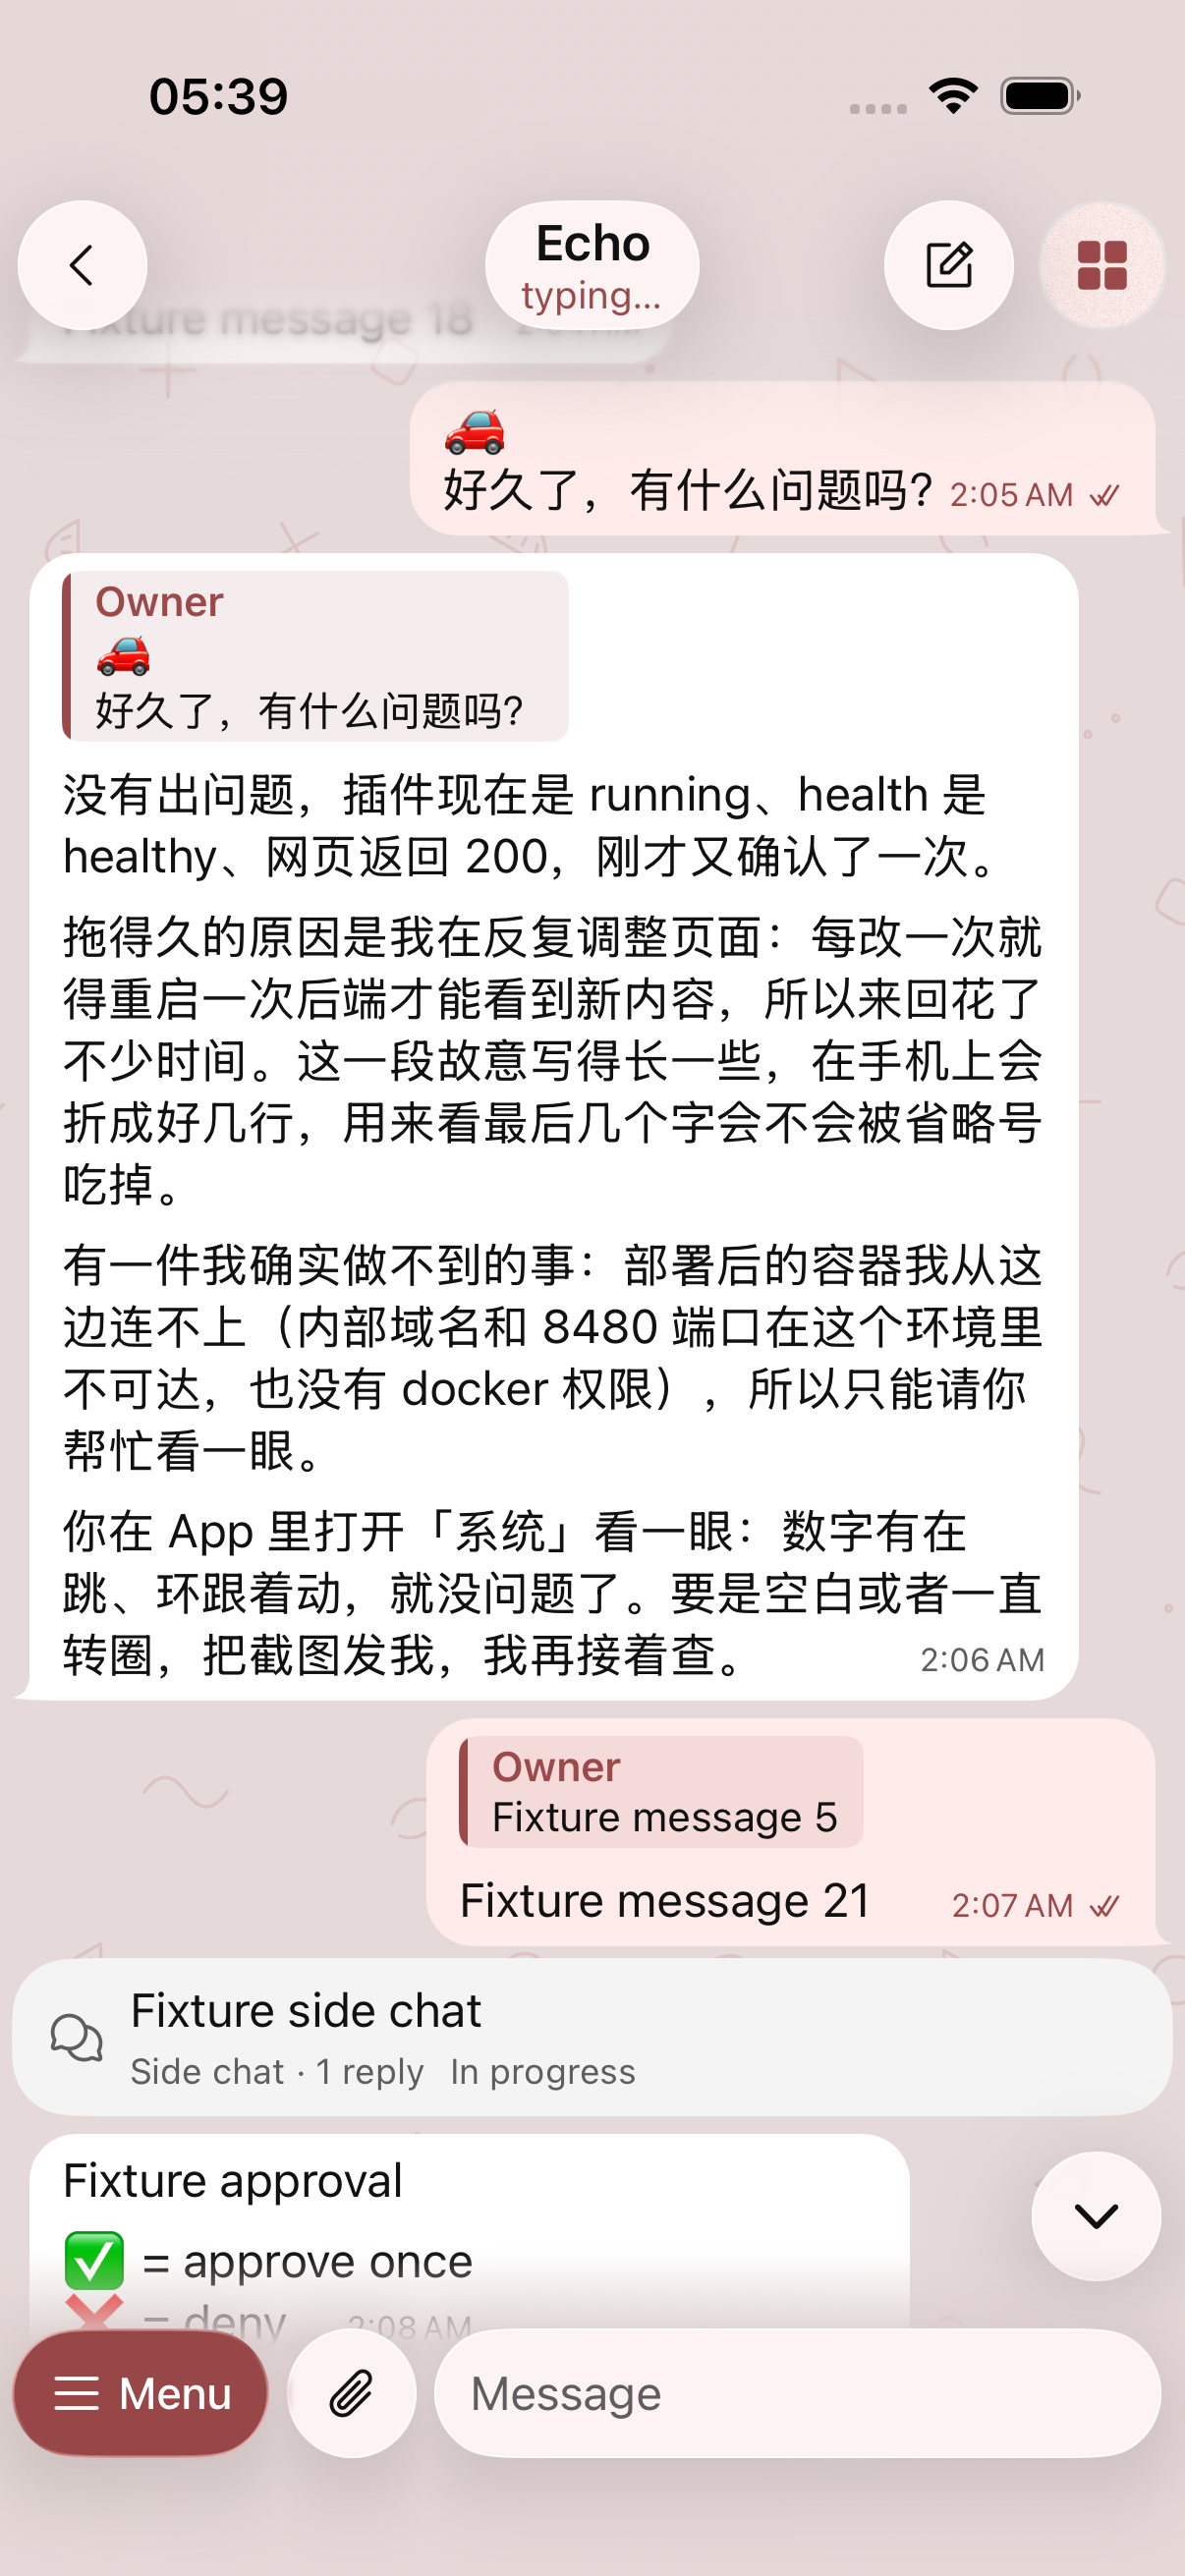 05:39
Echo
typing...
Fixture message 18
🚗
好久了，有什么问题吗？ 2:05 AM
Owner
🚗
好久了，有什么问题吗？
没有出问题，插件现在是 running、health 是
healthy、网页返回 200，刚才又确认了一次。
拖得久的原因是我在反复调整页面：每改一次就
得重启一次后端才能看到新内容，所以来回花了
不少时间。这一段故意写得长一些，在手机上会
折成好几行，用来看最后几个字会不会被省略号
吃掉。
有一件我确实做不到的事：部署后的容器我从这
边连不上（内部域名和 8480 端口在这个环境里
不可达，也没有 docker 权限），所以只能请你
帮忙看一眼。
你在 App 里打开「系统」看一眼：数字有在
跳、环跟着动，就没问题了。要是空白或者一直
转圈，把截图发我，我再接着查。 2:06 AM
Owner
Fixture message 5
Fixture message 21 2:07 AM
Fixture side chat
Side chat · 1 reply In progress
Fixture approval
✅ = approve once
❌ = deny 2:08 AM
Menu
Message